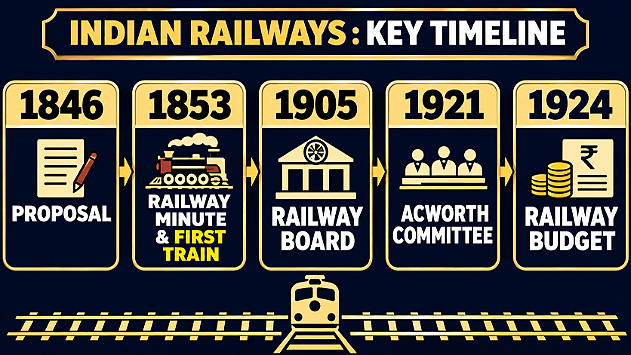 INDIAN RAILWAYS: KEY TIMELINE
1846
PROPOSAL
1853
RAILWAY
MINUTE
& FIRST
TRAIN
1905
RAILWAY
BOARD
1921
ACWORTH
COMMITTEE
1924
₹
RAILWAY
BUDGET